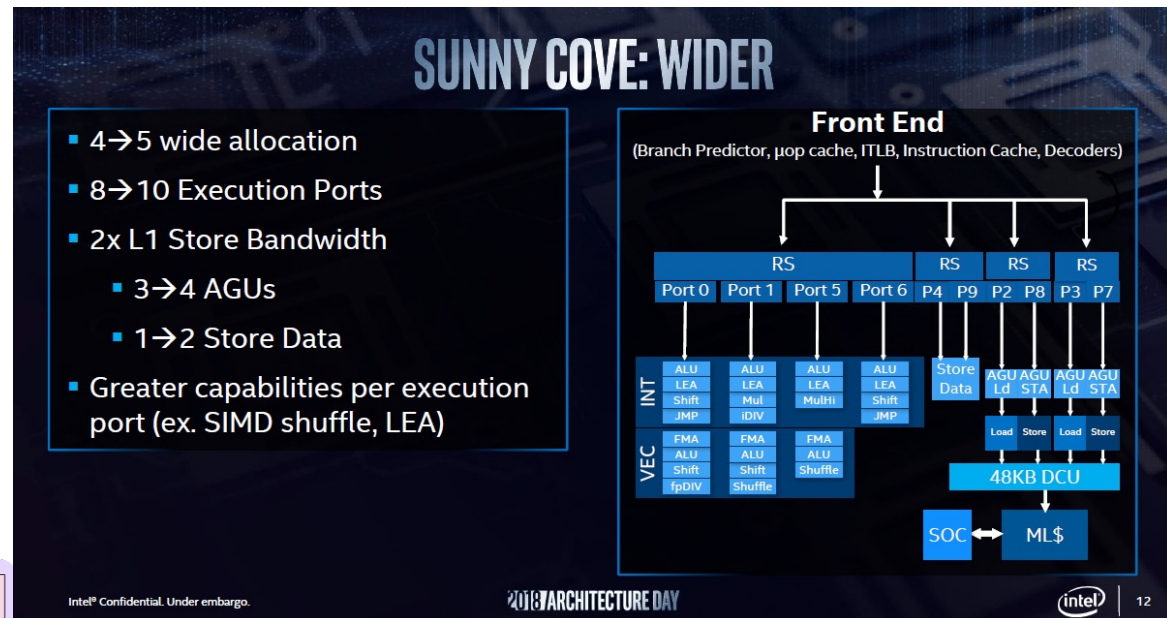 SUNNY COVE: WIDER
▪ 4→5 wide allocation
▪ 8→10 Execution Ports
▪ 2x L1 Store Bandwidth
▪ 3→4 AGUs
▪ 1→2 Store Data
▪ Greater capabilities per execution
port (ex. SIMD shuffle, LEA)
Front End
(Branch Predictor, μop cache, ITLB, Instruction Cache, Decoders)
RS RS RS RS
Port 0 Port 1 Port 5 Port 6 P4 P9 P2 P8 P3 P7
INT
ALU ALU ALU ALU
LEA LEA LEA LEA
Shift Mul MulHi Shift
JMP iDIV JMP
Store
Data
AGU AGU AGU AGU
Ld STA Ld STA
Load Store Load Store
VEC
FMA FMA FMA
ALU ALU ALU
Shift Shift Shuffle
fpDIV Shuffle
48KB DCU
SOC ML$
Intel® Confidential. Under embargo.
2018 ARCHITECTURE DAY
intel
12